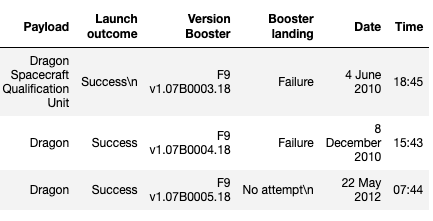 Payload Launch outcome Version Booster Booster landing Date Time
Dragon Spacecraft Qualification Unit Success\n F9 v1.07B0003.18 Failure 4 June 2010 18:45
Dragon Success F9 v1.07B0004.18 Failure 8 December 2010 15:43
Dragon Success F9 v1.07B0005.18 No attempt\n 22 May 2012 07:44